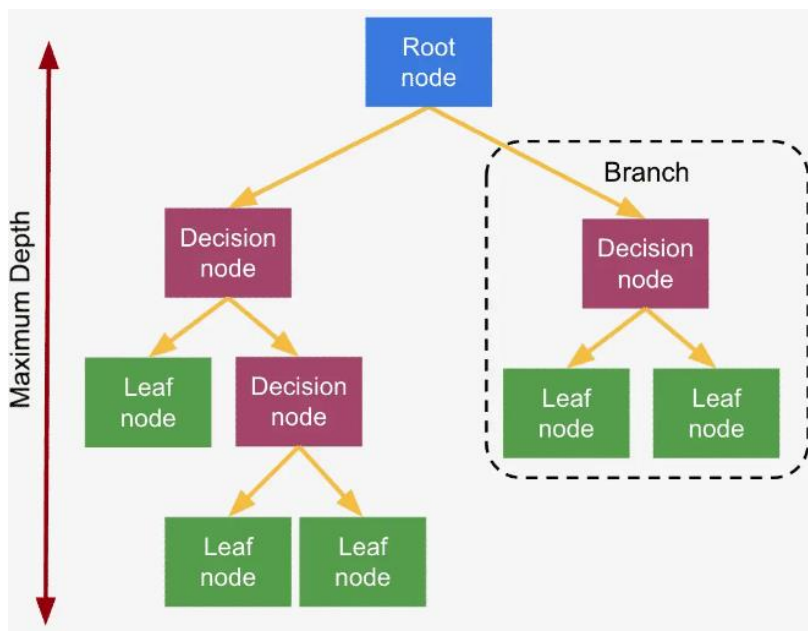 Root
node
Branch
Decision
node
Decision
node
Maximum Depth
Leaf
node
Decision
node
Leaf
node
Leaf
node
Leaf
node
Leaf
node